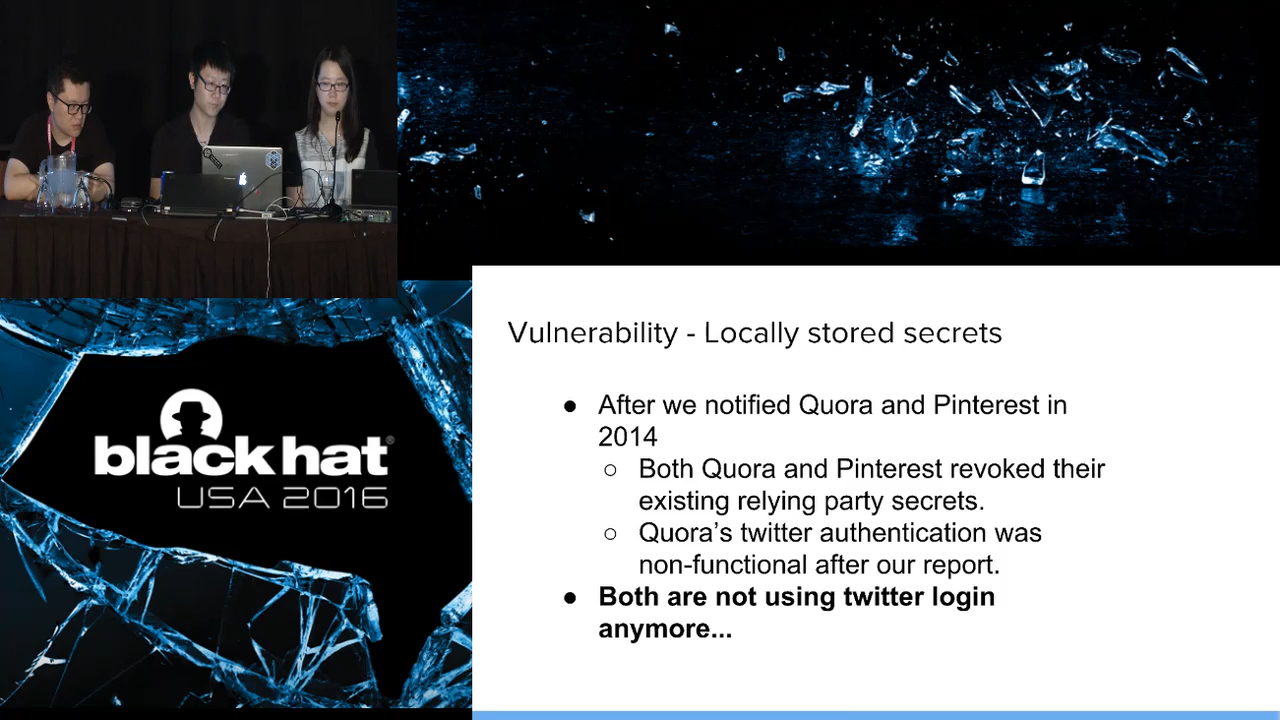 black hat®
USA 2016
Vulnerability - Locally stored secrets
● After we notified Quora and Pinterest in
2014
○ Both Quora and Pinterest revoked their
existing relying party secrets.
○ Quora’s twitter authentication was
non-functional after our report.
● Both are not using twitter login
anymore...